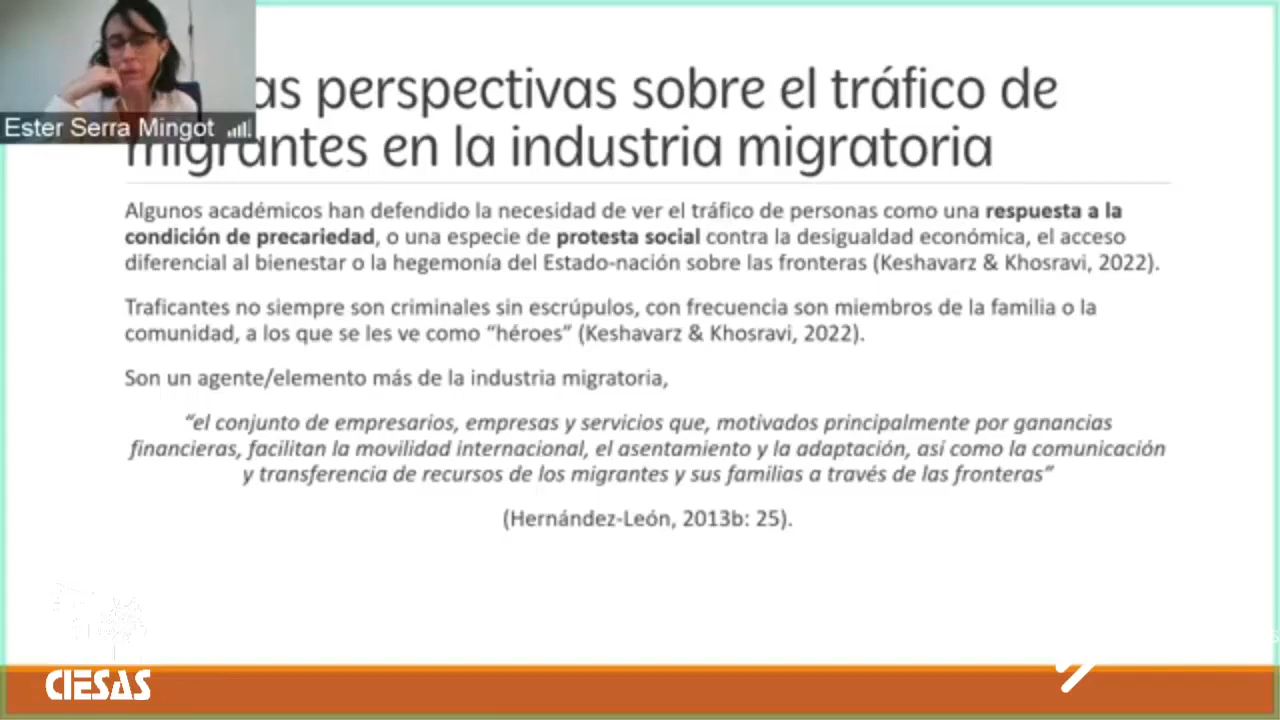 Ester Serra Mingot
as perspectivas sobre el tráfico de
migrantes en la industria migratoria
Algunos académicos han defendido la necesidad de ver el tráfico de personas como una respuesta a la
condición de precariedad, o una especie de protesta social contra la desigualdad económica, el acceso
diferencial al bienestar o la hegemonía del Estado-nación sobre las fronteras (Keshavarz & Khosravi, 2022).
Traficantes no siempre son criminales sin escrúpulos, con frecuencia son miembros de la familia o la
comunidad, a los que se les ve como “héroes” (Keshavarz & Khosravi, 2022).
Son un agente/elemento más de la industria migratoria,
“el conjunto de empresarios, empresas y servicios que, motivados principalmente por ganancias
financieras, facilitan la movilidad internacional, el asentamiento y la adaptación, así como la comunicación
y transferencia de recursos de los migrantes y sus familias a través de las fronteras”
(Hernández-León, 2013b: 25).
CIESAS